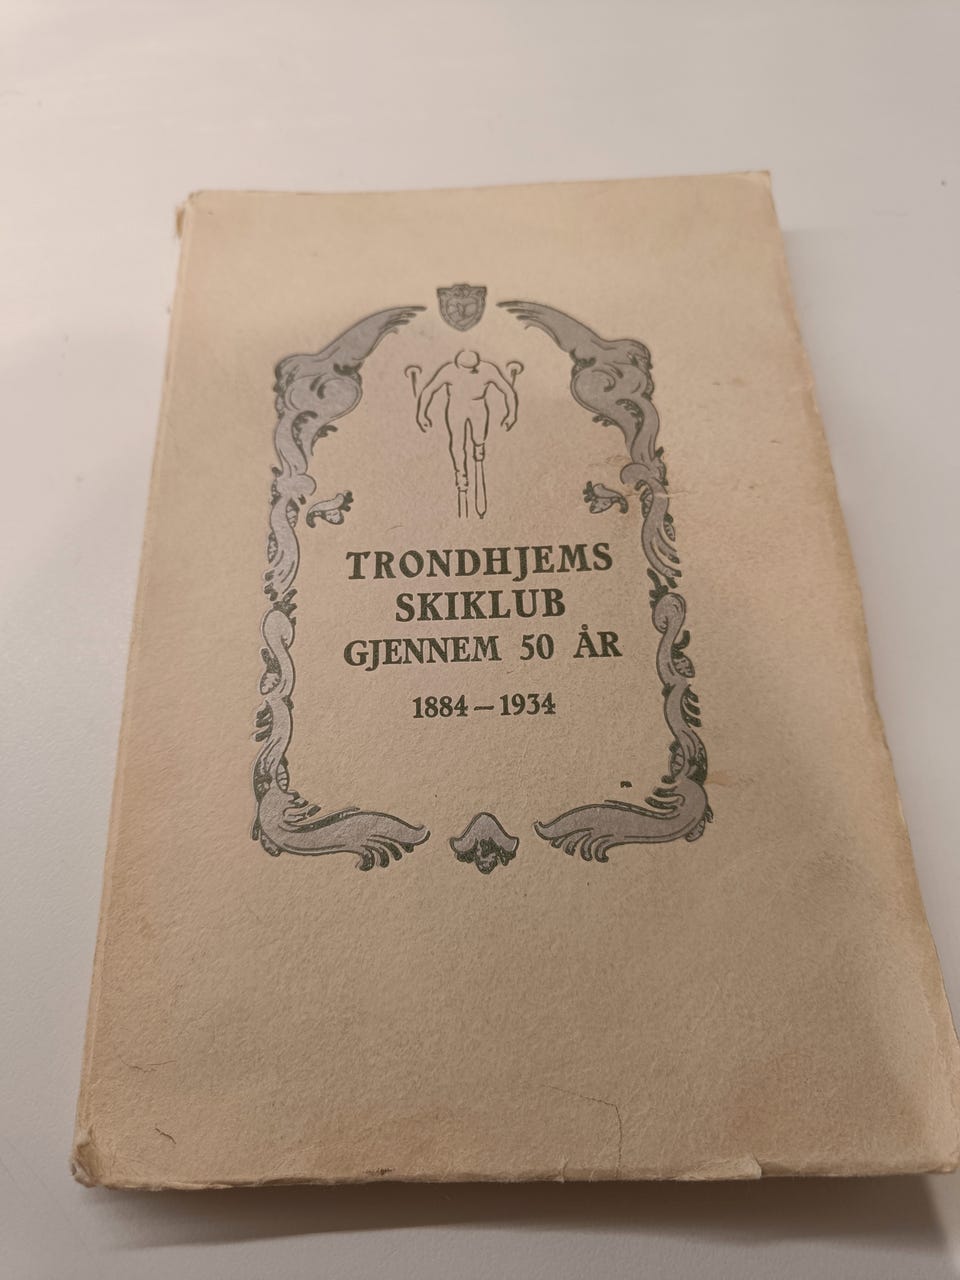 TRONDHJEMS
SKIKLUB
GJENNEM 50 ÅR
1884 – 1934